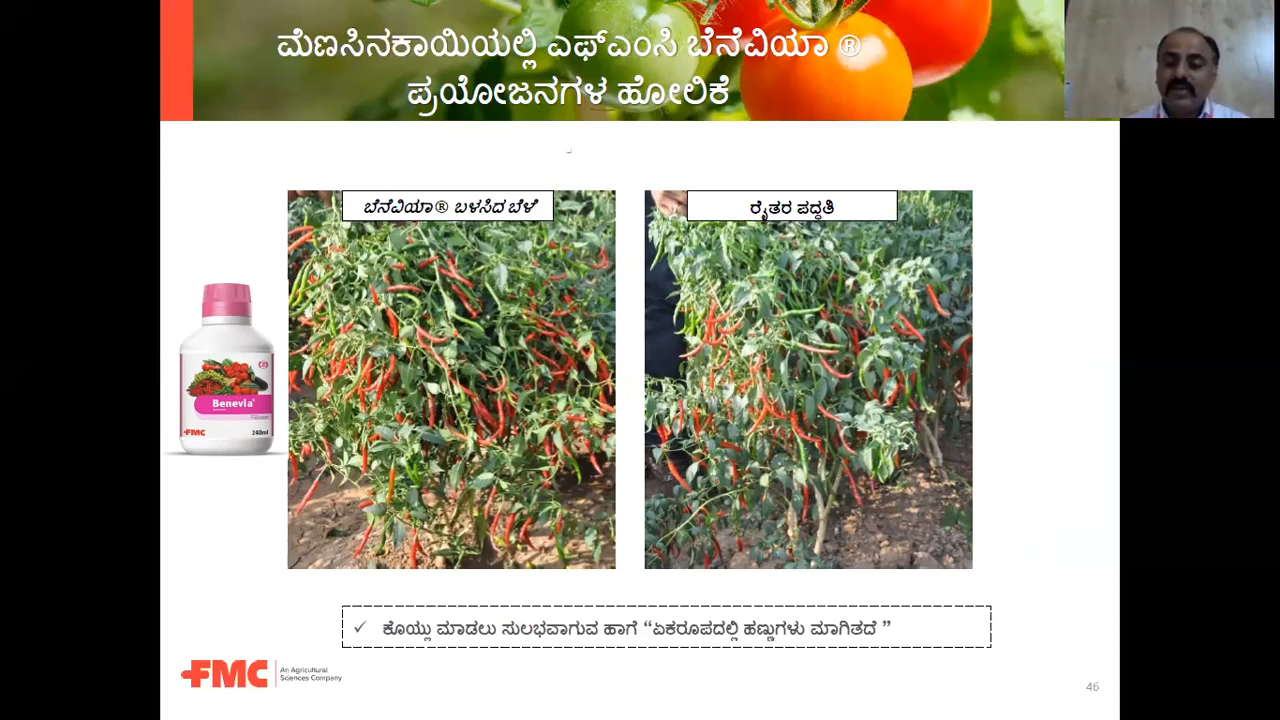 ಮೆಣಸಿನಕಾಯಿಯಲ್ಲಿ ಎಫ್ಎಂಸಿ ಬೆನೆವಿಯಾ ®
ಪ್ರಯೋಜನಗಳ ಹೋಲಿಕೆ
ಬೆನೆವಿಯಾ® ಬಳಸಿದ ಬೆಳೆ
ರೈತರ ಪದ್ಧತಿ
Benevia®
FMC
240ml
✓ ಕೊಯ್ಲು ಮಾಡಲು ಸುಲಭವಾಗುವ ಹಾಗೆ “ಏಕರೂಪದಲ್ಲಿ ಹಣ್ಣುಗಳು ಮಾಗಿತದೆ ”
FMC
An Agricultural
Sciences Company
46